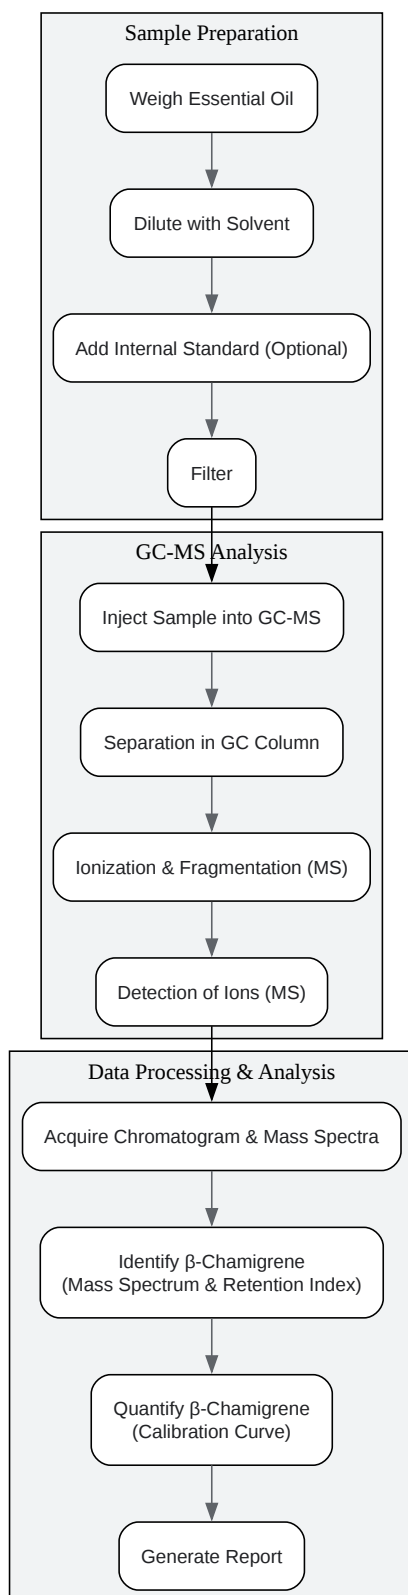 Sample Preparation
Weigh Essential Oil
Dilute with Solvent
Add Internal Standard (Optional)
Filter
GC-MS Analysis
Inject Sample into GC-MS
Separation in GC Column
Ionization & Fragmentation (MS)
Detection of Ions (MS)
Data Processing & Analysis
Acquire Chromatogram & Mass Spectra
Identify β-Chamigrene
(Mass Spectrum & Retention Index)
Quantify β-Chamigrene
(Calibration Curve)
Generate Report